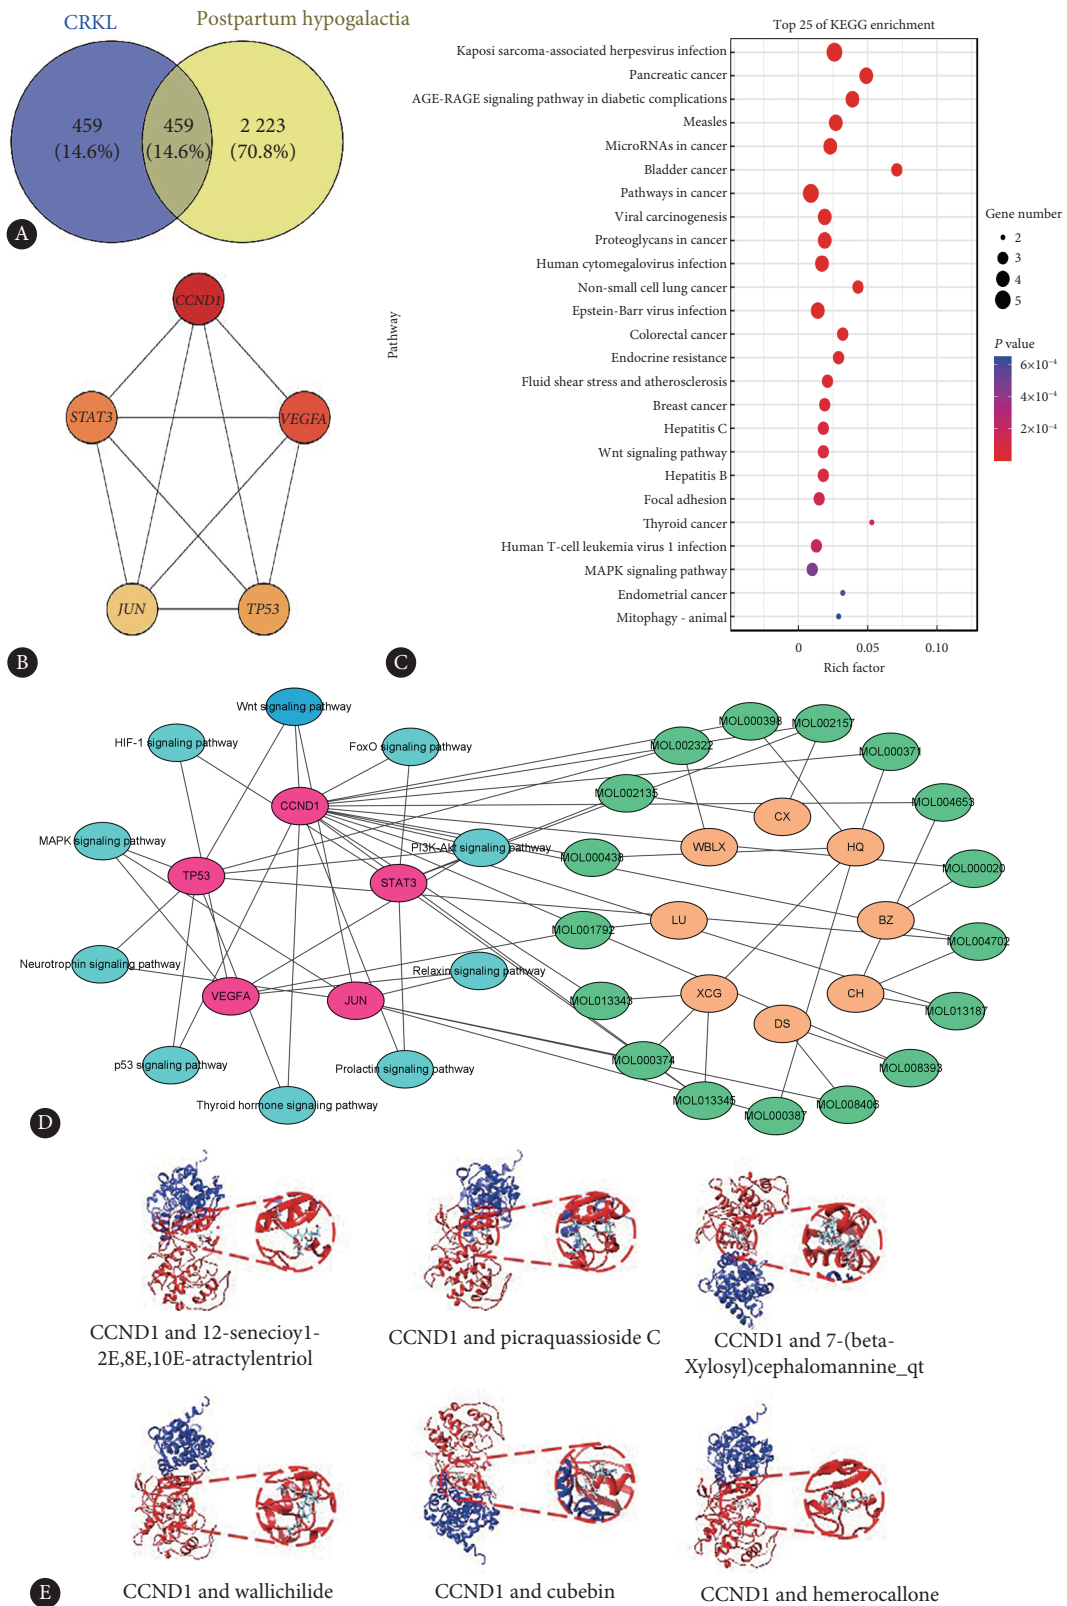 CRKL
Postpartum hypogalactia
459
(14.6%)
459
(14.6%)
2 223
(70.8%)
A
CCND1
STAT3
VEGFA
JUN
TP53
B
Top 25 of KEGG enrichment
Pathway
Kaposi sarcoma-associated herpesvirus infection
Pancreatic cancer
AGE-RAGE signaling pathway in diabetic complications
Measles
MicroRNAs in cancer
Bladder cancer
Pathways in cancer
Viral carcinogenesis
Proteoglycans in cancer
Human cytomegalovirus infection
Non-small cell lung cancer
Epstein-Barr virus infection
Colorectal cancer
Endocrine resistance
Fluid shear stress and atherosclerosis
Breast cancer
Hepatitis C
Wnt signaling pathway
Hepatitis B
Focal adhesion
Thyroid cancer
Human T-cell leukemia virus 1 infection
MAPK signaling pathway
Endometrial cancer
Mitophagy - animal
0 0.05 0.10
Rich factor
Gene number
2
3
4
5
P value
6×10⁻⁴
4×10⁻⁴
2×10⁻⁴
C
Wnt signaling pathway
HIF-1 signaling pathway
FoxO signaling pathway
CCND1
MAPK signaling pathway
PI3K-Akt signaling pathway
TP53
STAT3
Neurotrophin signaling pathway
Relaxin signaling pathway
VEGFA
JUN
p53 signaling pathway
Prolactin signaling pathway
Thyroid hormone signaling pathway
MOL000398
MOL002157
MOL002322
MOL000371
MOL002135
MOL004653
CX
WBLX
HQ
MOL000438
MOL000020
LU
BZ
MOL001792
MOL004702
XCG
CH
MOL013343
MOL013187
DS
MOL000374
MOL008393
MOL013345
MOL000387
MOL008406
D
CCND1 and 12-senecioy1-
2E,8E,10E-atractylentriol
CCND1 and picraquassioside C
CCND1 and 7-(beta-
Xylosyl)cephalomannine_qt
CCND1 and wallichilide
CCND1 and cubebin
CCND1 and hemerocallone
E